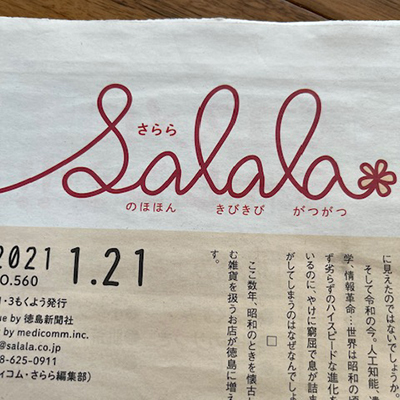 さらら
Salala
のほほん きびきび がつがつ
2021 1.21
O.560
・3もくよう発行
ue by 徳島新聞社
by medicomm.inc.
@salala.co.jp
8-625-0911
ィコム・さらら編集部)
に見えたのではないでしょうか。
そして令和の今。人工知能、遺
学、情報革命…世界は昭和の頃
ず劣らずのハイスピードな進化を
いるのに、やけに窮屈で息が詰ま
がしてしまうのはなぜなんでしょ
□
ここ数年、昭和のときを懐古
む雑貨を扱うお店が徳島に増え
す。